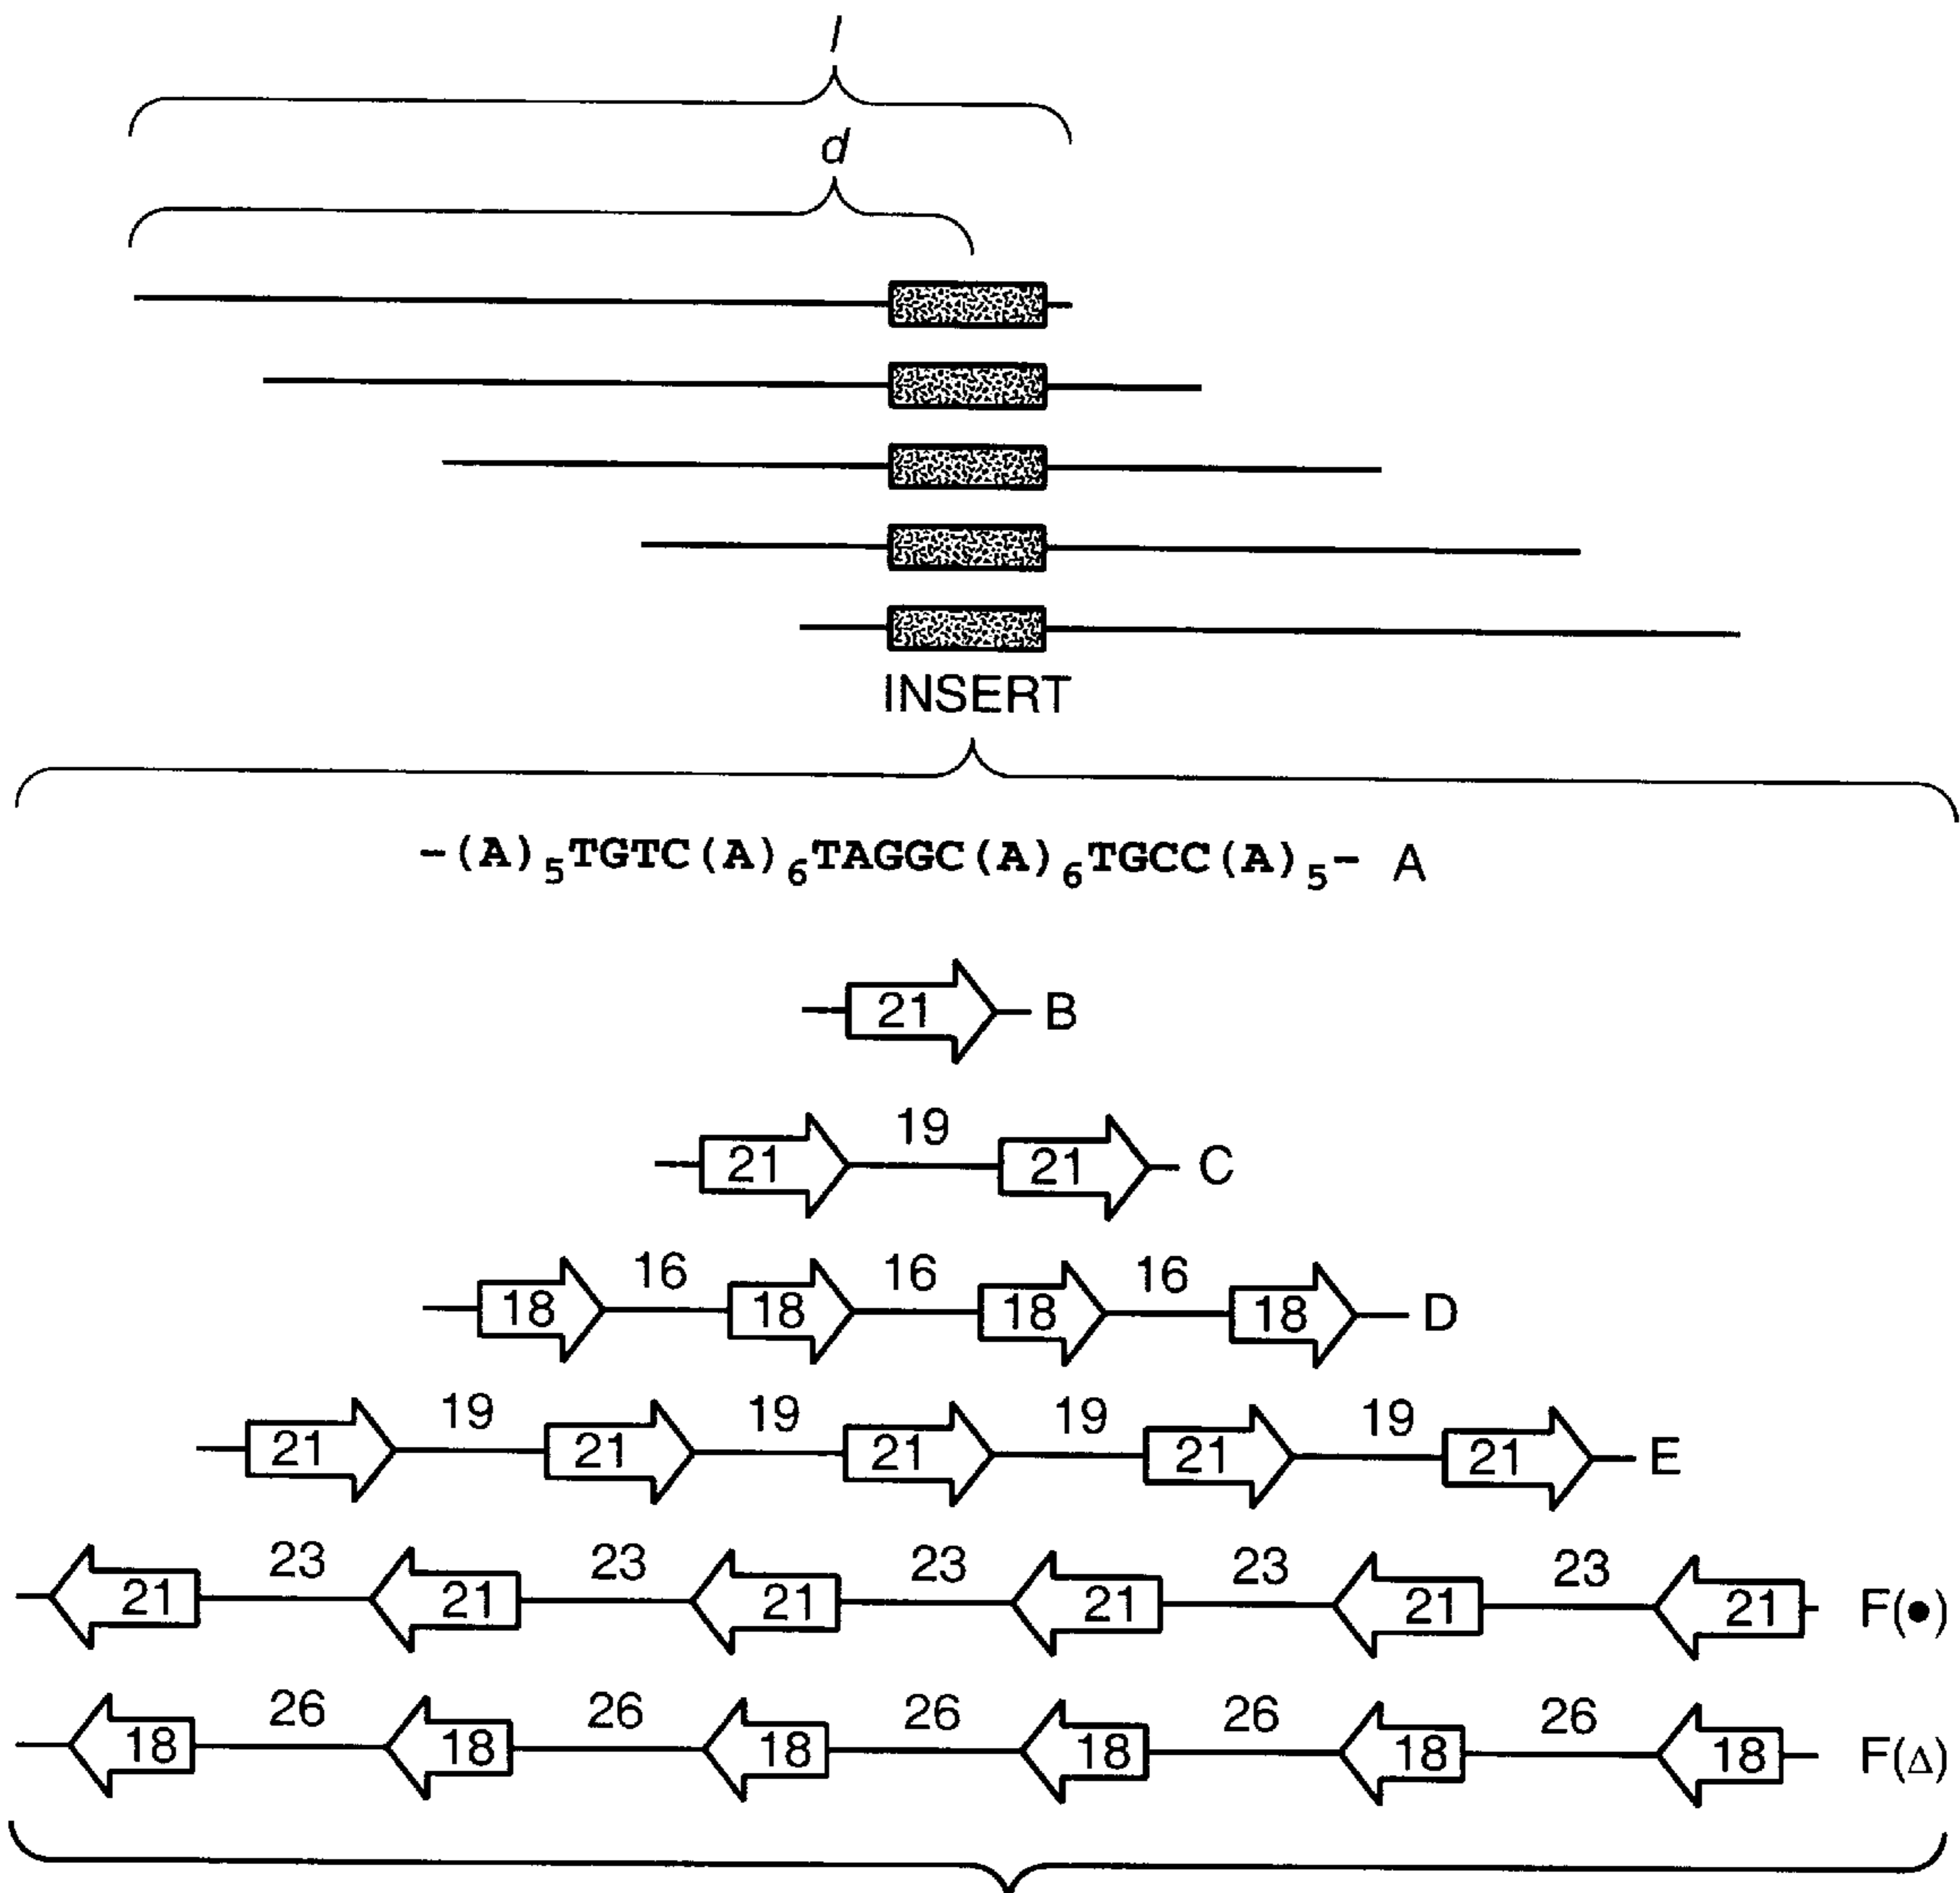 l
d
INSERT
-(A)₅TGTC(A)₆TAGGC(A)₆TGCC(A)₅- A
21 B
19
21 21 C
16 16 16
18 18 18 18 D
19 19 19 19
21 21 21 21 21 E
23 23 23 23 23
21 21 21 21 21 21 F(●)
26 26 26 26 26
18 18 18 18 18 18 F(Δ)